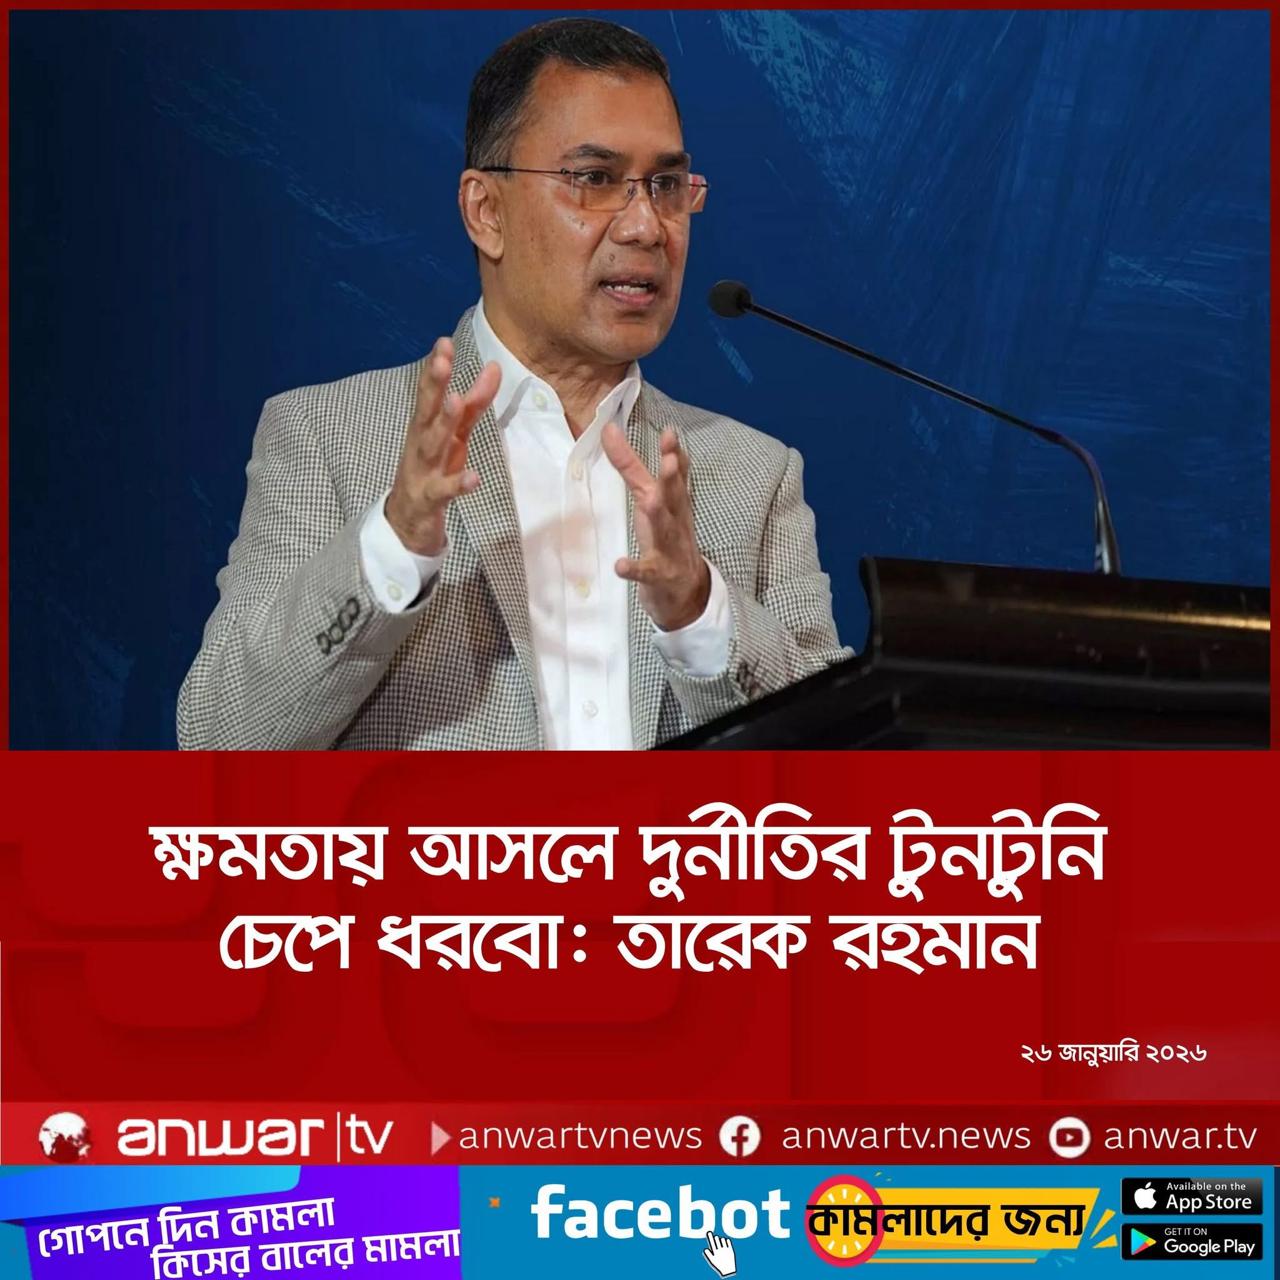 ক্ষমতায় আসলে দুর্নীতির টুনটুনি
চেপে ধরবো: তারেক রহমান
২৬ জানুয়ারি ২০২৬
anwar|tv anwartvnews anwartv.news anwar.tv
গোপনে দিন কামলা
কিসের বালের মামলা
facebot
কামলাদের জন্য
Available on the
App Store
GET IT ON
Google Play